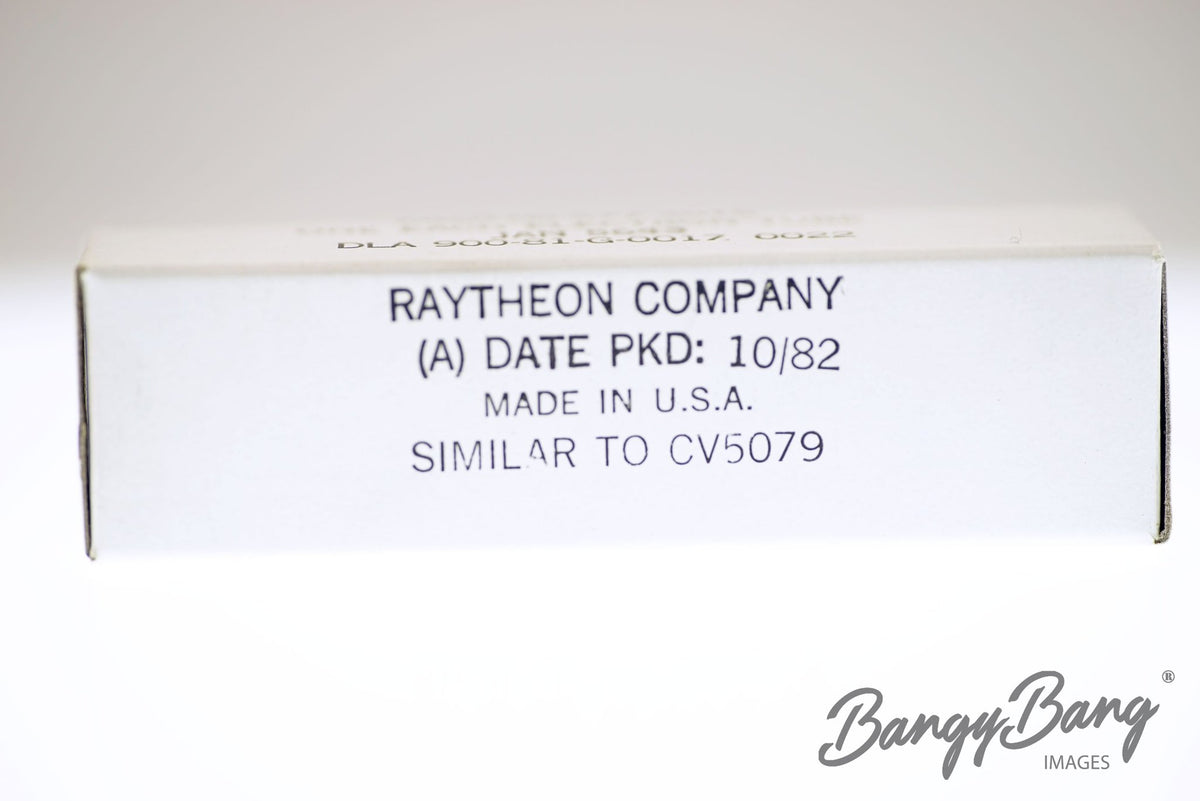 JAN 5643
DLA 900-81-G-0017 0022
RAYTHEON COMPANY
(A) DATE PKD: 10/82
MADE IN U.S.A.
SIMILAR TO CV5079
BangyBang®
IMAGES